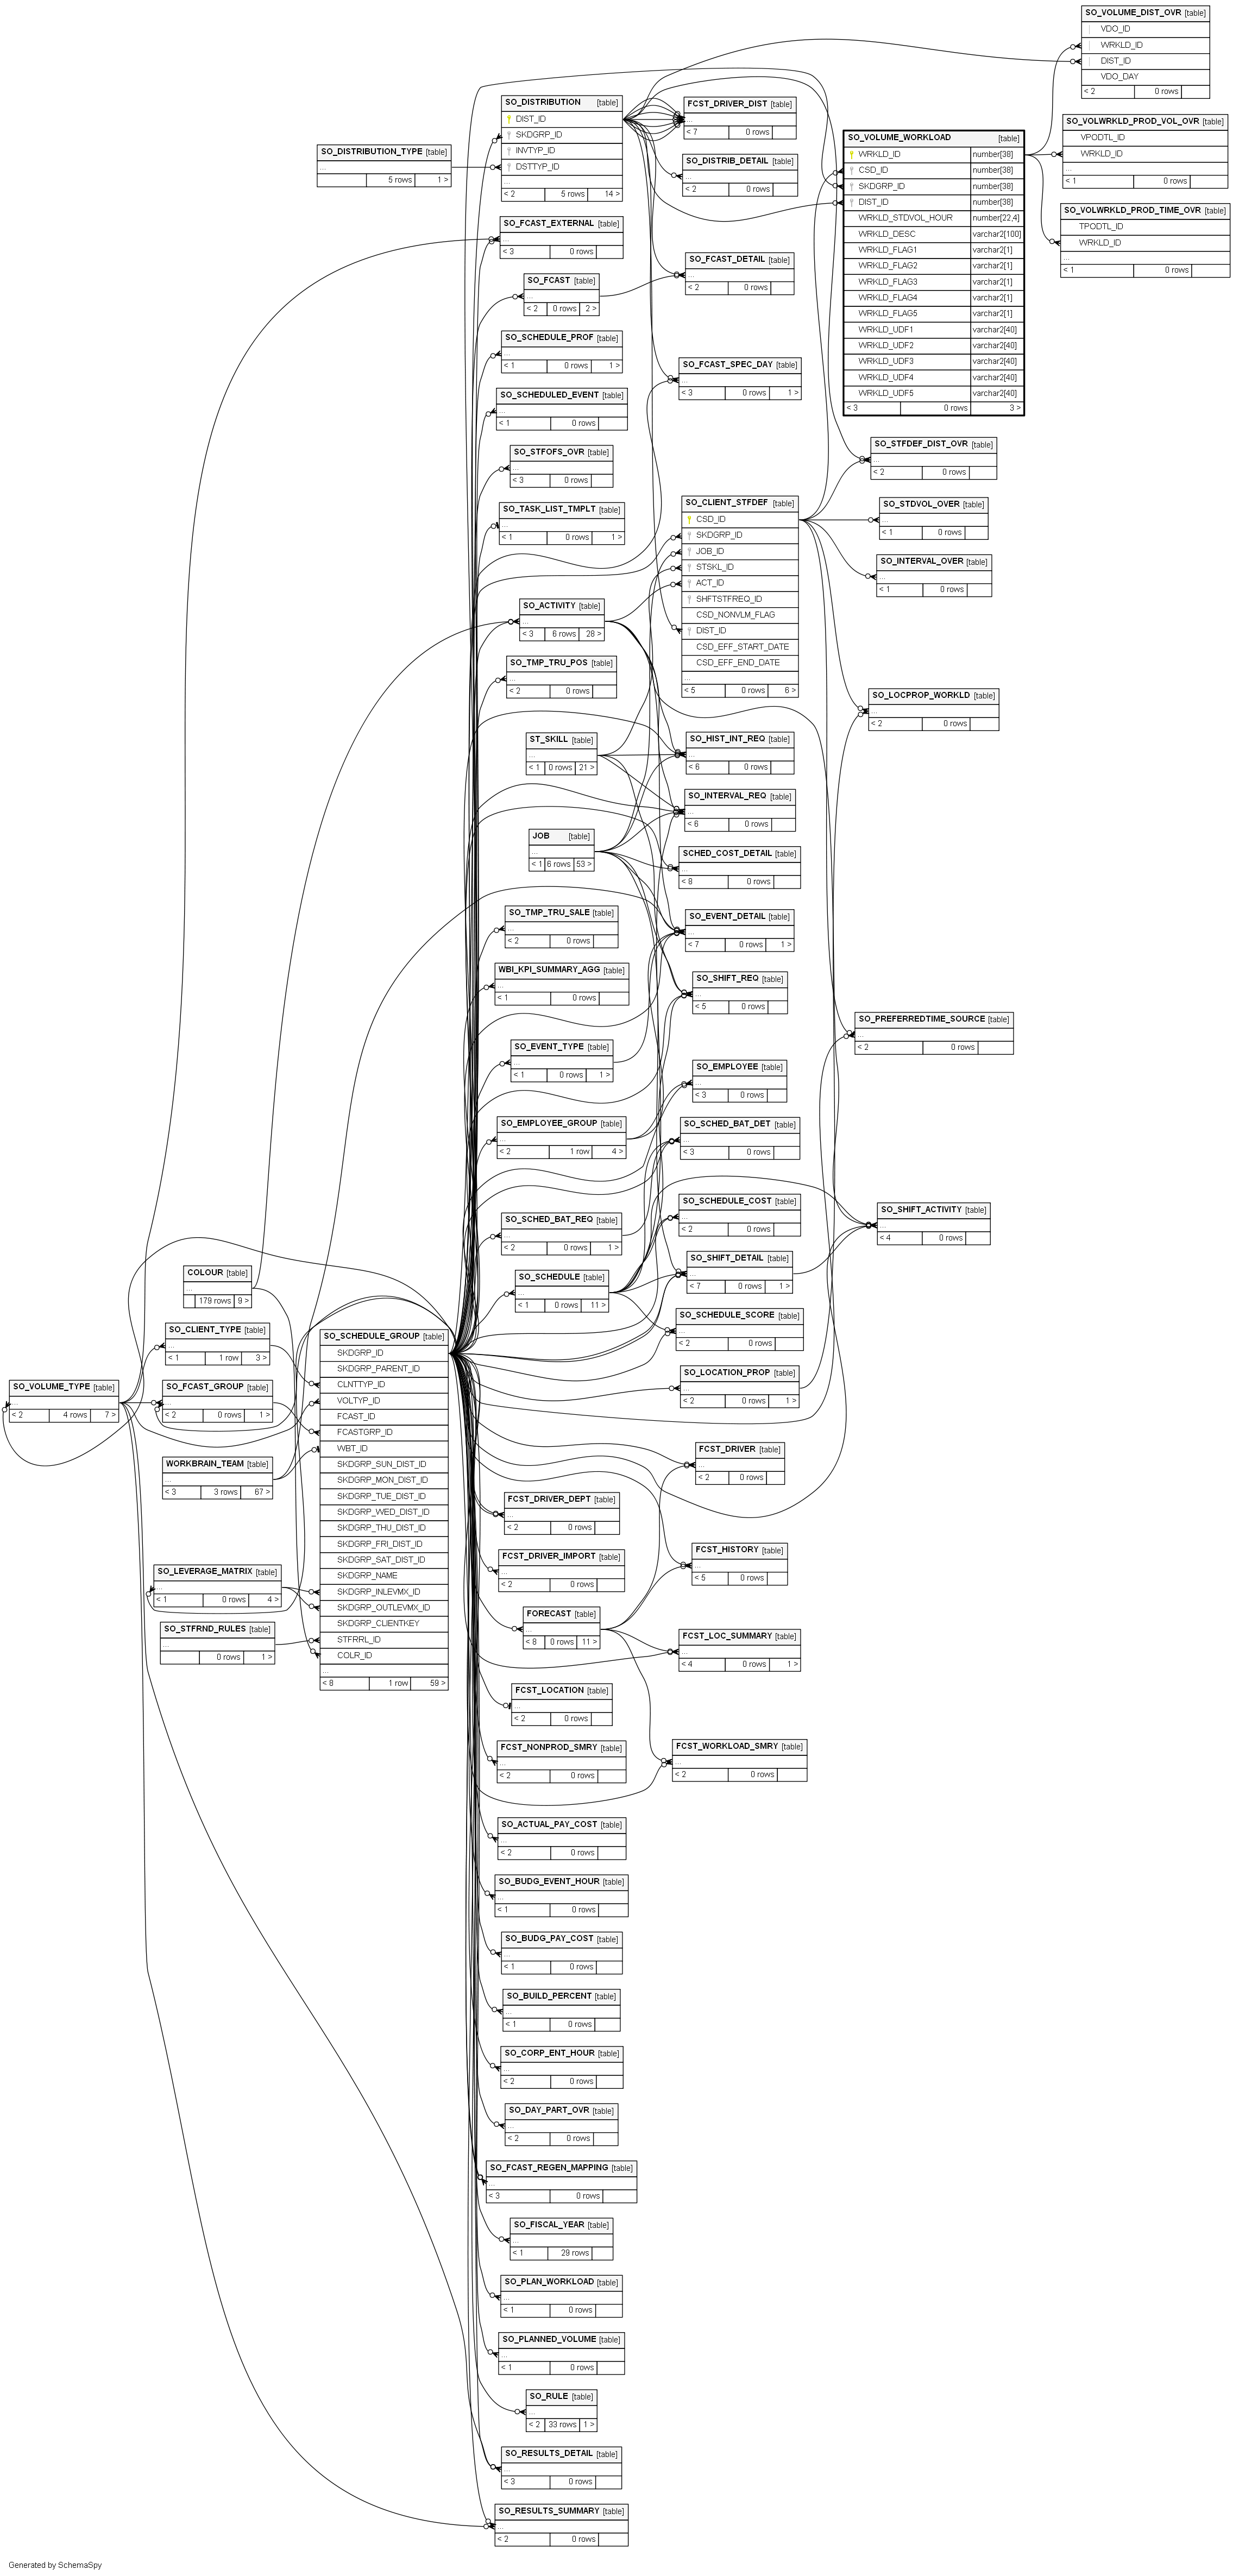 SO_VOLUME_DIST_OVR [table]
VDO_ID
WRKLD_ID
DIST_ID
VDO_DAY
< 2 0 rows
SO_DISTRIBUTION [table]
DIST_ID
SKDGRP_ID
INVTYP_ID
DSTTYP_ID
...
< 2 5 rows 14 >
FCST_DRIVER_DIST [table]
...
< 7 0 rows
SO_VOLWRKLD_PROD_VOL_OVR [table]
VPODTL_ID
WRKLD_ID
...
< 1 0 rows
SO_VOLUME_WORKLOAD [table]
WRKLD_ID number[38]
CSD_ID number[38]
SKDGRP_ID number[38]
DIST_ID number[38]
WRKLD_STDVOL_HOUR number[22,4]
WRKLD_DESC varchar2[100]
WRKLD_FLAG1 varchar2[1]
WRKLD_FLAG2 varchar2[1]
WRKLD_FLAG3 varchar2[1]
WRKLD_FLAG4 varchar2[1]
WRKLD_FLAG5 varchar2[1]
WRKLD_UDF1 varchar2[40]
WRKLD_UDF2 varchar2[40]
WRKLD_UDF3 varchar2[40]
WRKLD_UDF4 varchar2[40]
WRKLD_UDF5 varchar2[40]
< 3 0 rows 3 >
SO_DISTRIBUTION_TYPE [table]
...
5 rows 1 >
SO_DISTRIB_DETAIL [table]
...
< 2 0 rows
SO_VOLWRKLD_PROD_TIME_OVR [table]
TPODTL_ID
WRKLD_ID
...
< 1 0 rows
SO_FCAST_EXTERNAL [table]
...
< 3 0 rows
SO_FCAST_DETAIL [table]
...
< 2 0 rows
SO_FCAST [table]
...
< 2 0 rows 2 >
SO_SCHEDULE_PROF [table]
...
< 1 0 rows 1 >
SO_FCAST_SPEC_DAY [table]
...
< 3 0 rows 1 >
SO_SCHEDULED_EVENT [table]
...
< 1 0 rows
SO_STFDEF_DIST_OVR [table]
...
< 2 0 rows
SO_STFOFS_OVR [table]
...
< 3 0 rows
SO_CLIENT_STFDEF [table]
CSD_ID
SKDGRP_ID
JOB_ID
STSKL_ID
ACT_ID
SHFTSTFREQ_ID
CSD_NONVLM_FLAG
DIST_ID
CSD_EFF_START_DATE
CSD_EFF_END_DATE
...
< 5 0 rows 6 >
SO_STDVOL_OVER [table]
...
< 1 0 rows
SO_TASK_LIST_TMPLT [table]
...
< 1 0 rows 1 >
SO_INTERVAL_OVER [table]
...
< 1 0 rows
SO_ACTIVITY [table]
...
< 3 6 rows 28 >
SO_TMP_TRU_POS [table]
...
< 2 0 rows
SO_LOCPROP_WORKLD [table]
...
< 2 0 rows
ST_SKILL [table]
...
< 1 0 rows 21 >
SO_HIST_INT_REQ [table]
...
< 6 0 rows
SO_INTERVAL_REQ [table]
...
< 6 0 rows
JOB [table]
...
< 1 6 rows 53 >
SCHED_COST_DETAIL [table]
...
< 8 0 rows
SO_TMP_TRU_SALE [table]
...
< 2 0 rows
SO_EVENT_DETAIL [table]
...
< 7 0 rows 1 >
WBI_KPI_SUMMARY_AGG [table]
...
< 1 0 rows
SO_SHIFT_REQ [table]
...
< 5 0 rows
SO_PREFERREDTIME_SOURCE [table]
...
< 2 0 rows
SO_EVENT_TYPE [table]
...
< 1 0 rows 1 >
SO_EMPLOYEE [table]
...
< 3 0 rows
SO_EMPLOYEE_GROUP [table]
...
< 2 1 row 4 >
SO_SCHED_BAT_DET [table]
...
< 3 0 rows
SO_SCHEDULE_COST [table]
...
< 2 0 rows
SO_SHIFT_ACTIVITY [table]
...
< 4 0 rows
SO_SCHED_BAT_REQ [table]
...
< 2 0 rows 1 >
SO_SHIFT_DETAIL [table]
...
< 7 0 rows 1 >
COLOUR [table]
...
179 rows 9 >
SO_SCHEDULE [table]
...
< 1 0 rows 11 >
SO_SCHEDULE_SCORE [table]
...
< 2 0 rows
SO_CLIENT_TYPE [table]
...
< 1 1 row 3 >
SO_SCHEDULE_GROUP [table]
SKDGRP_ID
SKDGRP_PARENT_ID
CLNTTYP_ID
VOLTYP_ID
FCAST_ID
FCASTGRP_ID
WBT_ID
SKDGRP_SUN_DIST_ID
SKDGRP_MON_DIST_ID
SKDGRP_TUE_DIST_ID
SKDGRP_WED_DIST_ID
SKDGRP_THU_DIST_ID
SKDGRP_FRI_DIST_ID
SKDGRP_SAT_DIST_ID
SKDGRP_NAME
SKDGRP_INLEVMX_ID
SKDGRP_OUTLEVMX_ID
SKDGRP_CLIENTKEY
STFRRL_ID
COLR_ID
...
< 8 1 row 59 >
SO_LOCATION_PROP [table]
...
< 2 0 rows 1 >
SO_VOLUME_TYPE [table]
...
< 2 4 rows 7 >
SO_FCAST_GROUP [table]
...
< 2 0 rows 1 >
WORKBRAIN_TEAM [table]
...
< 3 3 rows 67 >
FCST_DRIVER [table]
...
< 2 0 rows
FCST_DRIVER_DEPT [table]
...
< 2 0 rows
FCST_DRIVER_IMPORT [table]
...
< 2 0 rows
FCST_HISTORY [table]
...
< 5 0 rows
SO_LEVERAGE_MATRIX [table]
...
< 1 0 rows 4 >
SO_STFRND_RULES [table]
...
0 rows 1 >
FORECAST [table]
...
< 8 0 rows 11 >
FCST_LOC_SUMMARY [table]
...
< 4 0 rows 1 >
FCST_LOCATION [table]
...
< 2 0 rows
FCST_NONPROD_SMRY [table]
...
< 2 0 rows
FCST_WORKLOAD_SMRY [table]
...
< 2 0 rows
SO_ACTUAL_PAY_COST [table]
...
< 2 0 rows
SO_BUDG_EVENT_HOUR [table]
...
< 1 0 rows
SO_BUDG_PAY_COST [table]
...
< 1 0 rows
SO_BUILD_PERCENT [table]
...
< 1 0 rows
SO_CORP_ENT_HOUR [table]
...
< 2 0 rows
SO_DAY_PART_OVR [table]
...
< 2 0 rows
SO_FCAST_REGEN_MAPPING [table]
...
< 3 0 rows
SO_FISCAL_YEAR [table]
...
< 1 29 rows
SO_PLAN_WORKLOAD [table]
...
< 1 0 rows
SO_PLANNED_VOLUME [table]
...
< 1 0 rows
SO_RULE [table]
...
< 2 33 rows 1 >
SO_RESULTS_DETAIL [table]
...
< 3 0 rows
SO_RESULTS_SUMMARY [table]
...
< 2 0 rows
Generated by SchemaSpy